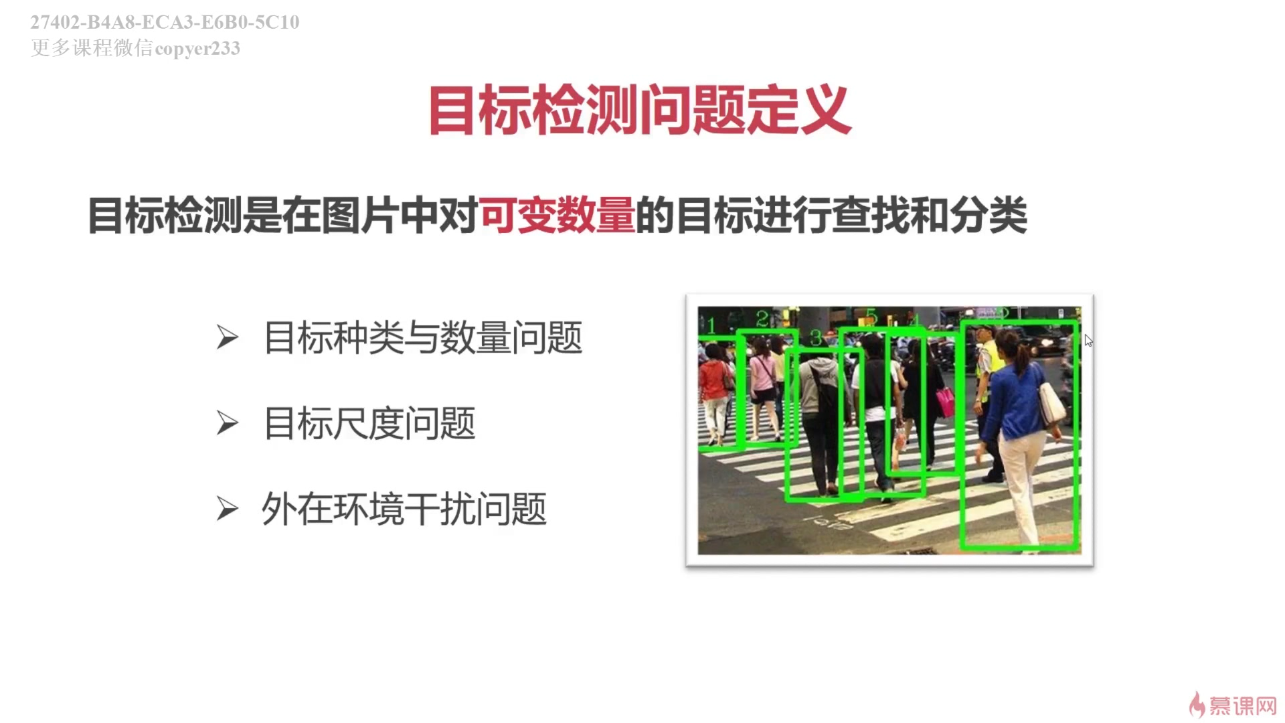 27402-B4A8-ECA3-E6B0-5C10
更多课程微信copyer233
目标检测问题定义
目标检测是在图片中对可变数量的目标进行查找和分类
目标种类与数量问题
目标尺度问题
外在环境干扰问题
1
2
3
5
慕课网